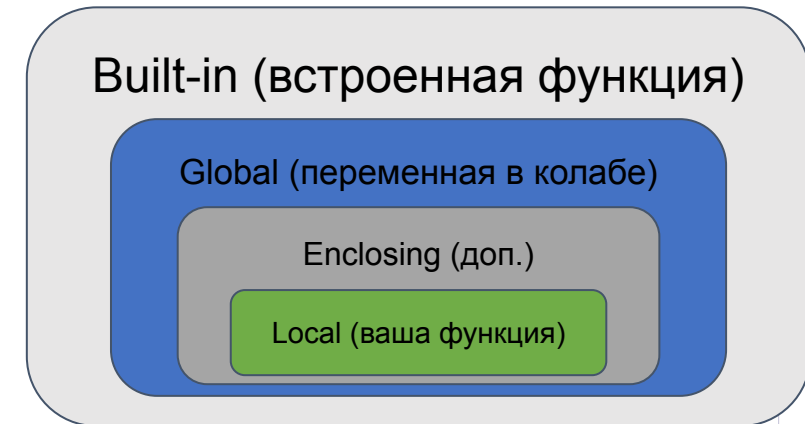 Built-in (встроенная функция)
Global (переменная в колабе)
Enclosing (доп.)
Local (ваша функция)